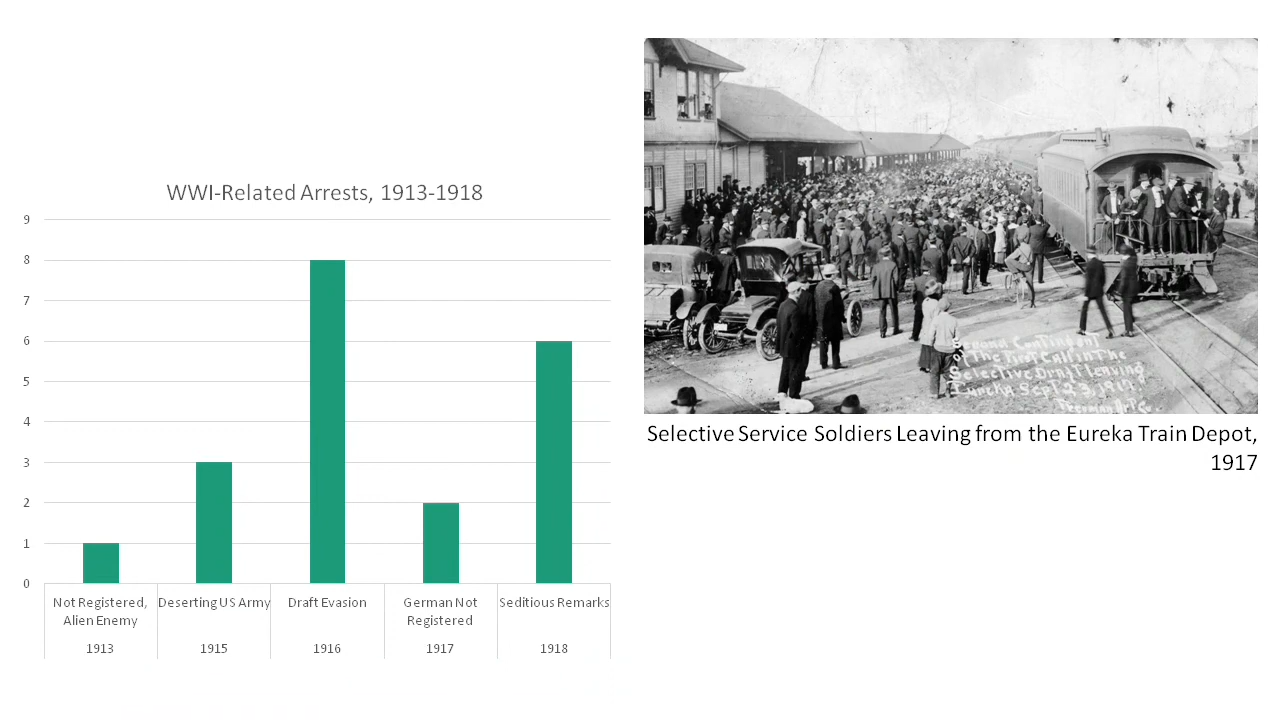 WWI-Related Arrests, 1913-1918
9
8
7
6
5
4
3
2
1
0
Not Registered, Alien Enemy
Deserting US Army
Draft Evasion
German Not Registered
Seditious Remarks
1913
1915
1916
1917
1918
Second Contingent
of The First Call in The
Selective Draft leaving
Eureka Sept 23, 1917.
Freeman Art Co.
Selective Service Soldiers Leaving from the Eureka Train Depot,
1917